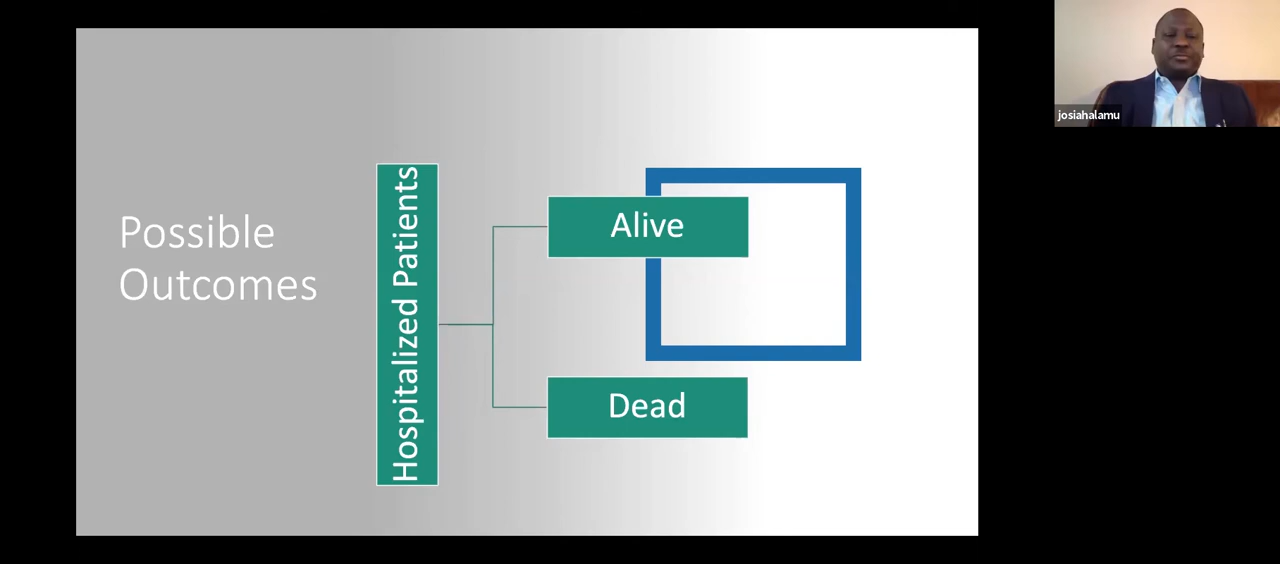 Possible
Outcomes
Hospitalized Patients
Alive
Dead
josiahalamu